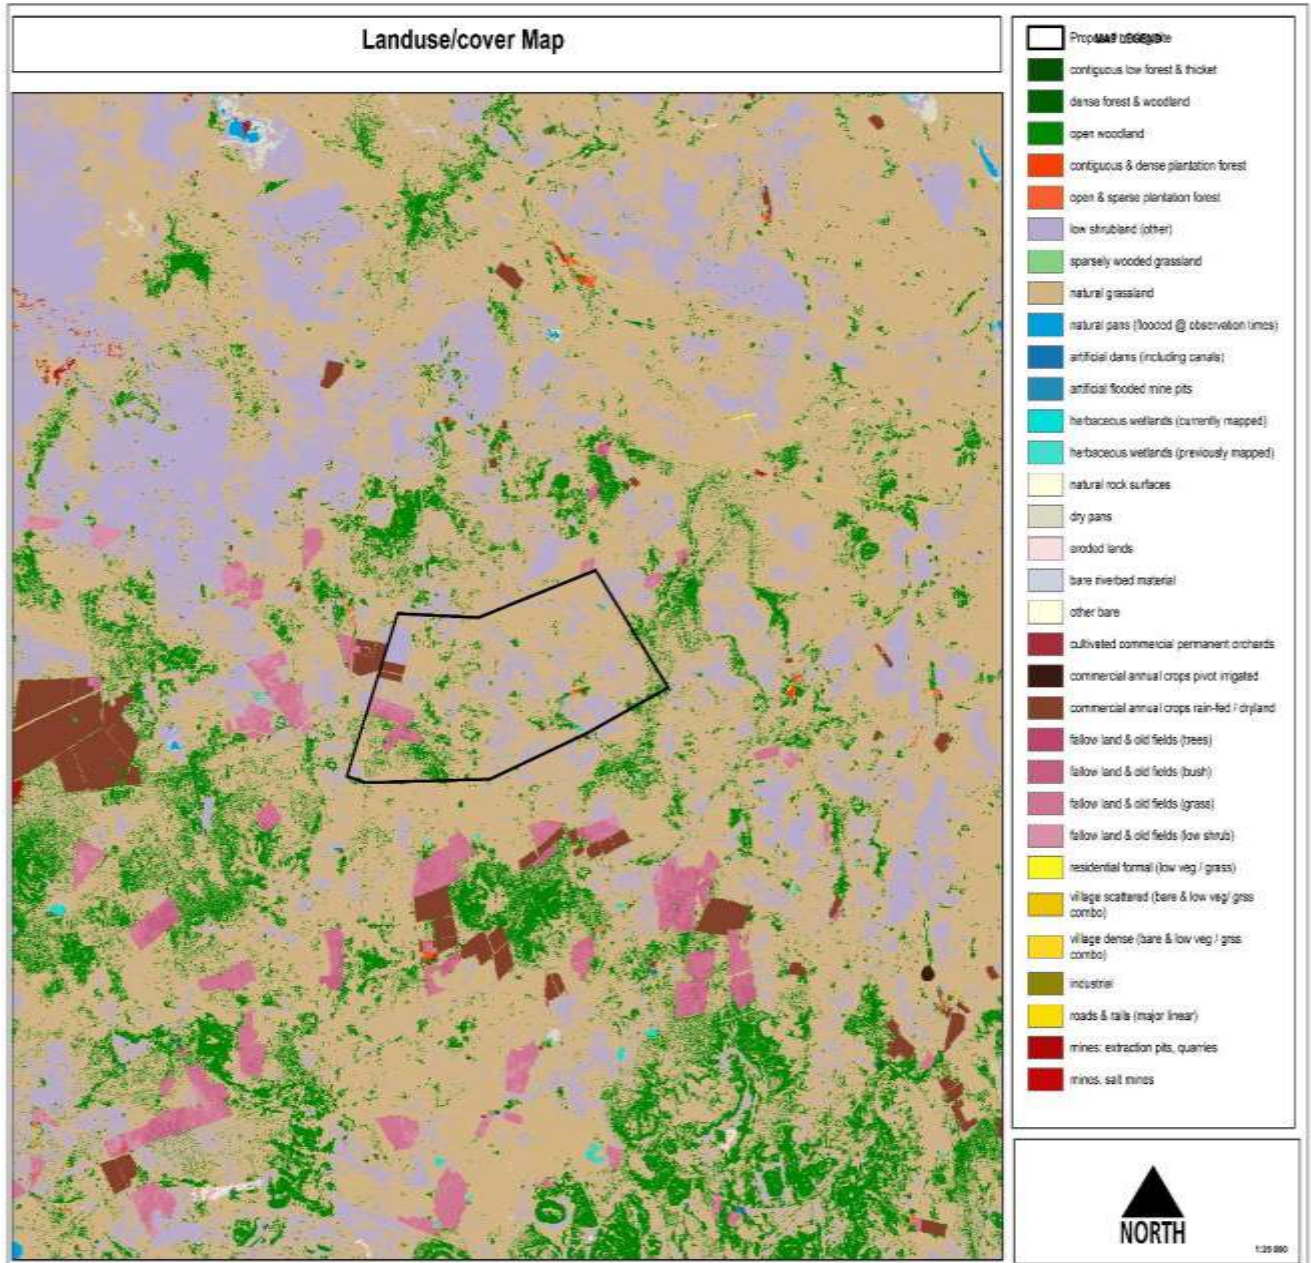 Landuse/cover Map
MAP LEGEND
contiguous low forest & thicket
dense forest & woodland
open woodland
contiguous & dense plantation forest
open & sparse plantation forest
low shrubland (other)
sparsely wooded grassland
natural grassland
natural pans (flooded @ observation times)
artificial dams (including canals)
artificial flooded mine pits
herbaceous wetlands (currently mapped)
herbaceous wetlands (previously mapped)
natural rock surfaces
dry pans
eroded lands
bare riverbed material
other bare
cultivated commercial permanent orchards
commercial annual crops pivot irrigated
commercial annual crops rain-fed / dryland
fallow land & old fields (trees)
fallow land & old fields (bush)
fallow land & old fields (grass)
fallow land & old fields (low shrub)
residential formal (low veg / grass)
village scattered (bare & low veg/ grss
combo)
village dense (bare & low veg / grss
combo)
industrial
roads & rails (major linear)
mines: extraction pits, quarries
mines. salt mines
NORTH